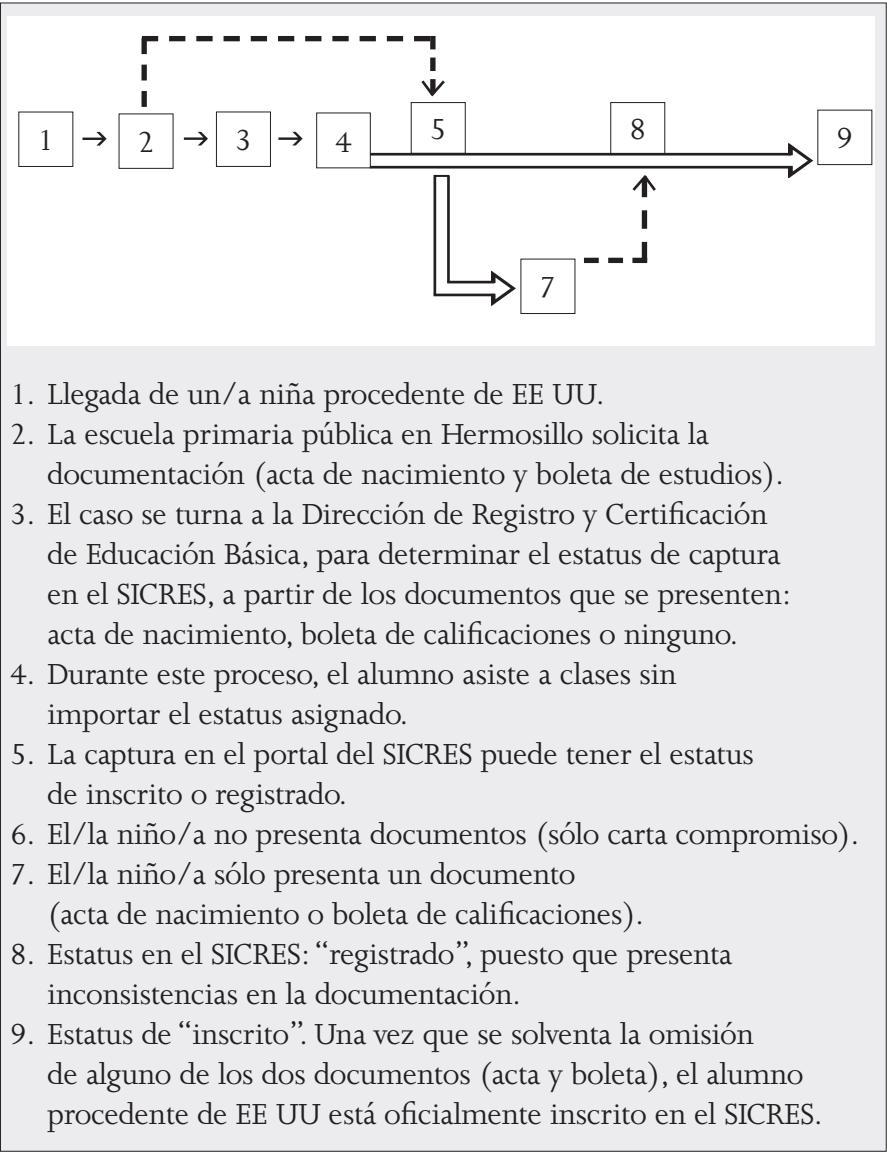 1 → 2 → 3 → 4 5 8 9
7
1. Llegada de un/a niña procedente de EE UU.
2. La escuela primaria pública en Hermosillo solicita la
documentación (acta de nacimiento y boleta de estudios).
3. El caso se turna a la Dirección de Registro y Certificación
de Educación Básica, para determinar el estatus de captura
en el SICRES, a partir de los documentos que se presenten:
acta de nacimiento, boleta de calificaciones o ninguno.
4. Durante este proceso, el alumno asiste a clases sin
importar el estatus asignado.
5. La captura en el portal del SICRES puede tener el estatus
de inscrito o registrado.
6. El/la niño/a no presenta documentos (sólo carta compromiso).
7. El/la niño/a sólo presenta un documento
(acta de nacimiento o boleta de calificaciones).
8. Estatus en el SICRES: “registrado”, puesto que presenta
inconsistencias en la documentación.
9. Estatus de “inscrito”. Una vez que se solventa la omisión
de alguno de los dos documentos (acta y boleta), el alumno
procedente de EE UU está oficialmente inscrito en el SICRES.